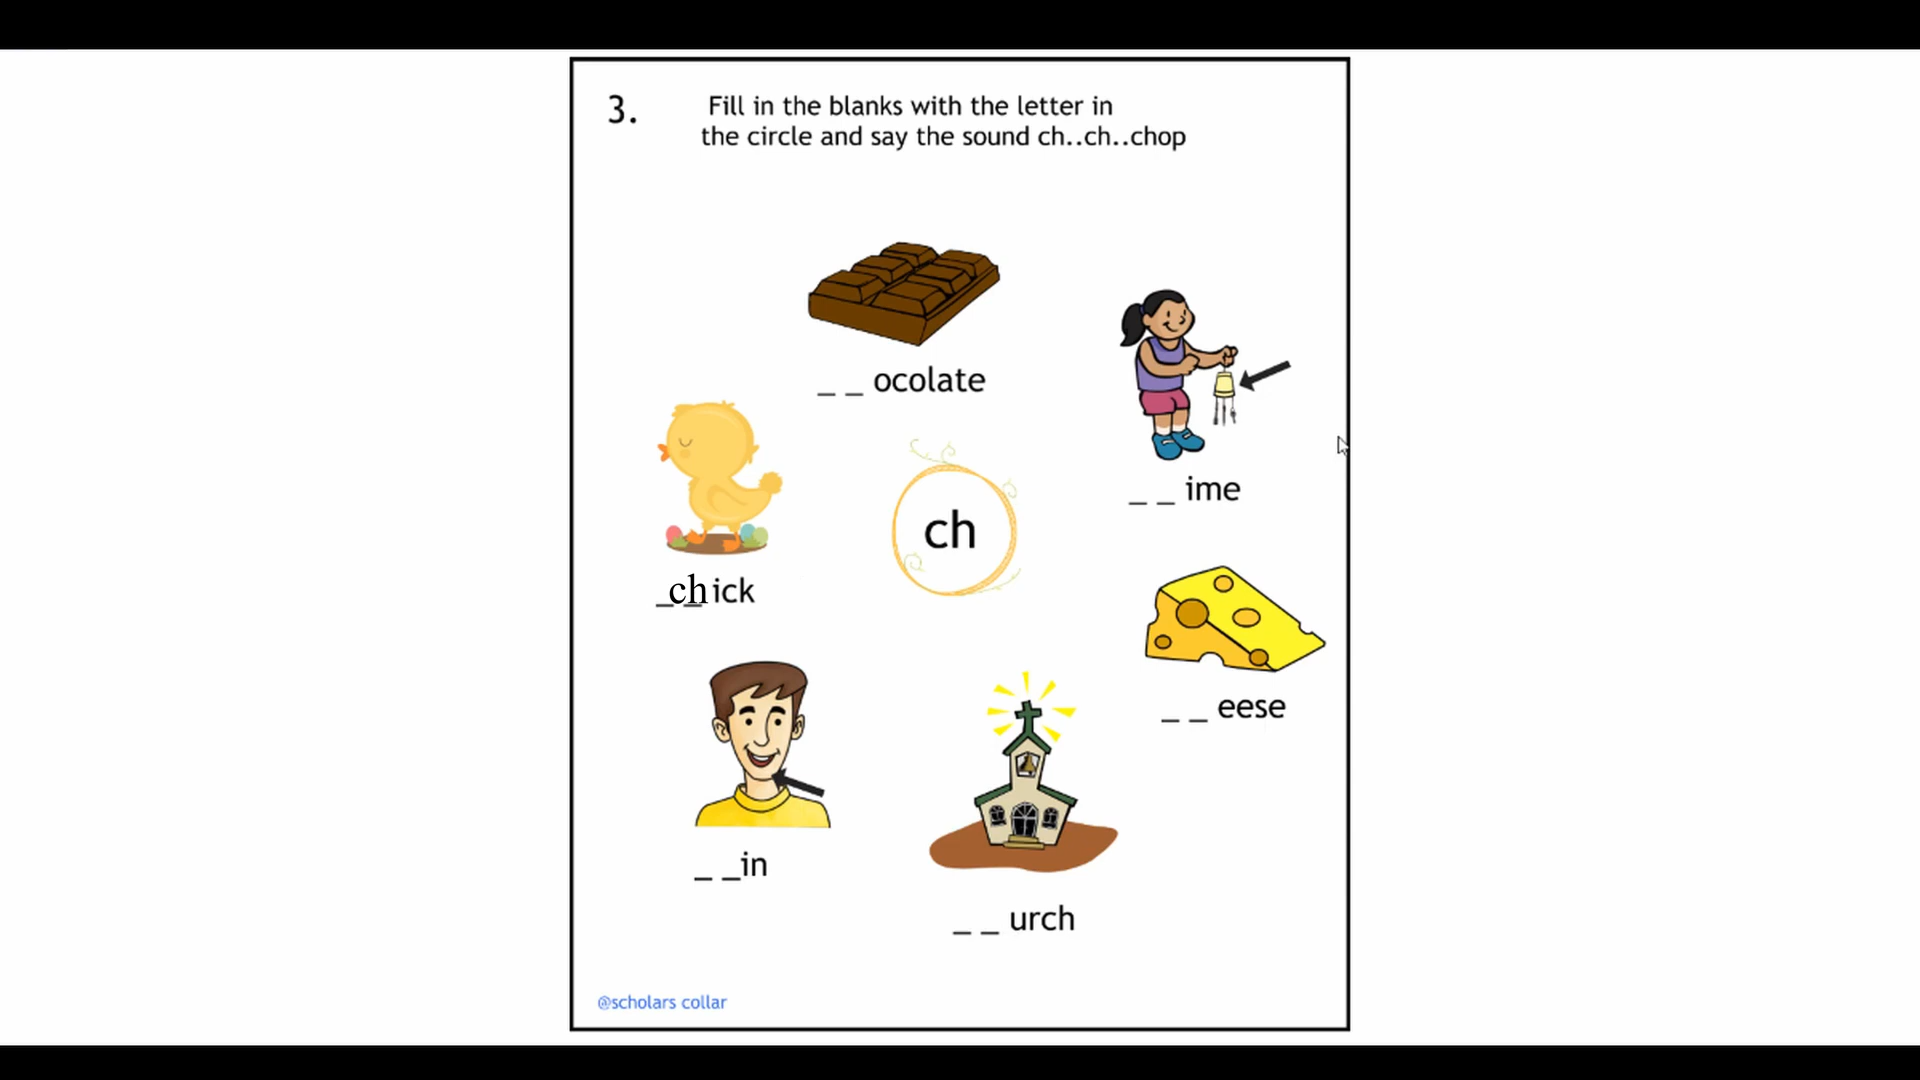 3.
Fill in the blanks with the letter in
the circle and say the sound ch..ch..chop
_ _ ocolate
_ _ ime
ch
_ch_ick
_ _ eese
_ _in
_ _ urch
@scholars collar